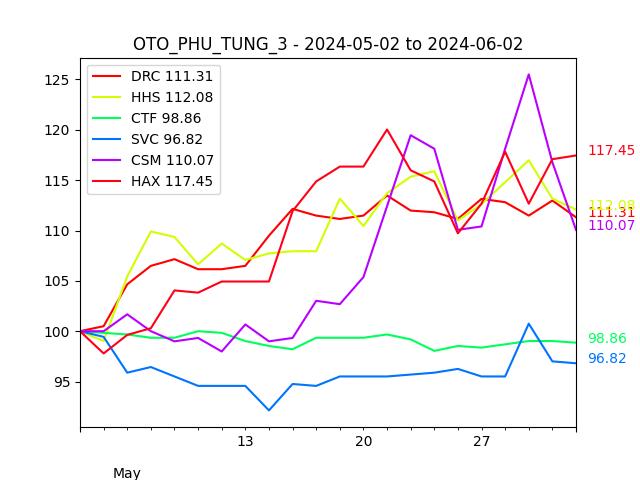 OTO_PHU_TUNG_3 - 2024-05-02 to 2024-06-02
DRC 111.31
HHS 112.08
CTF 98.86
SVC 96.82
CSM 110.07
HAX 117.45
125
120
115
110
105
100
95
117.45
112.08
111.31
110.07
98.86
96.82
13
20
27
May